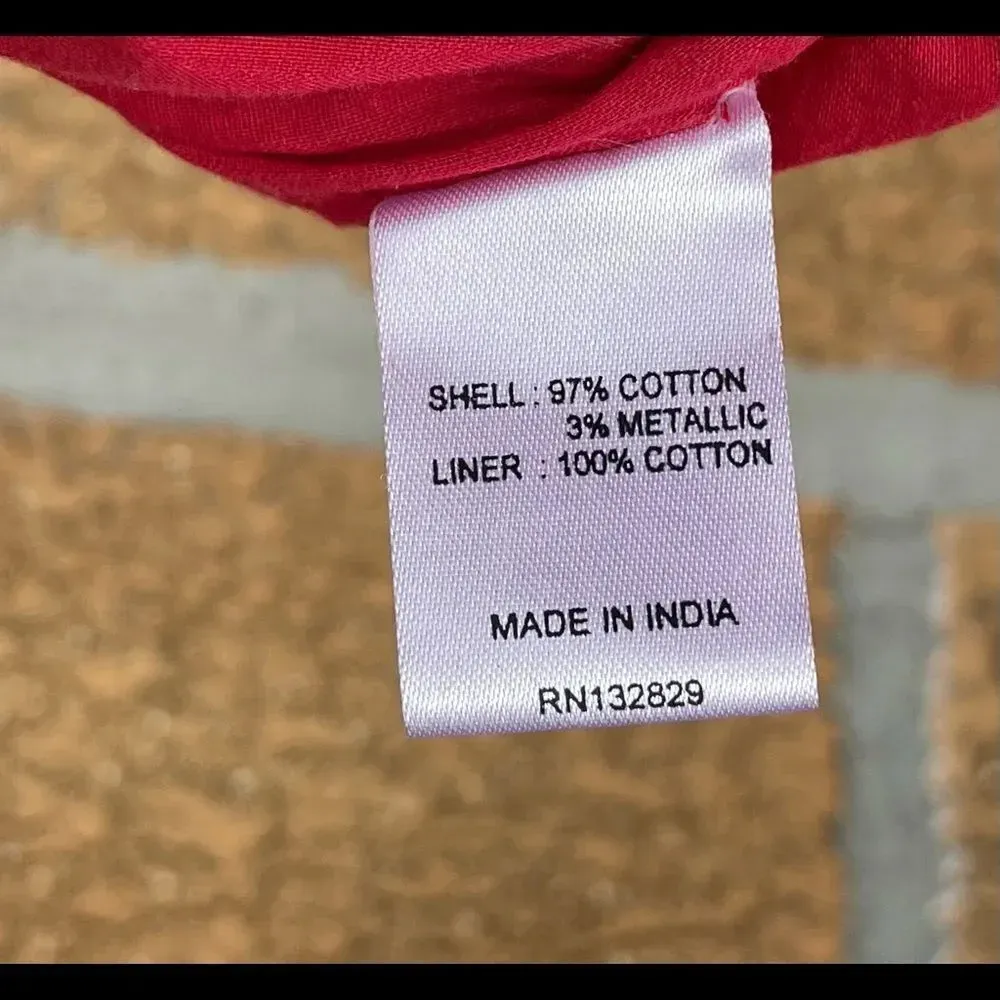 SHELL : 97% COTTON
3% METALLIC
LINER : 100% COTTON
MADE IN INDIA
RN132829